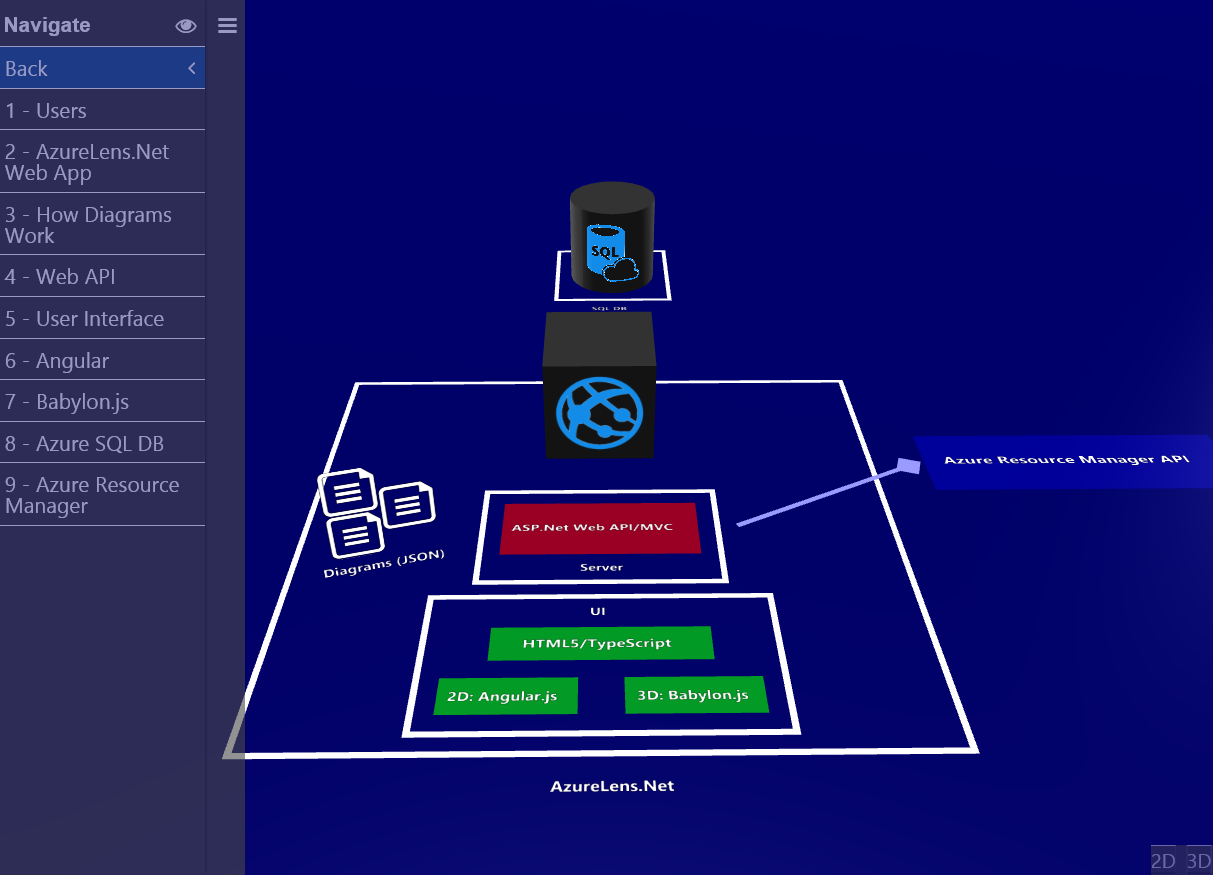 Navigate
Back
1 - Users
2 - AzureLens.Net
Web App
3 - How Diagrams
Work
4 - Web API
5 - User Interface
6 - Angular
7 - Babylon.js
8 - Azure SQL DB
9 - Azure Resource
Manager
SQL
SQL DB
Azure Resource Manager API
ASP.Net Web API/MVC
Server
Diagrams (JSON)
UI
HTML5/TypeScript
2D: Angular.js
3D: Babylon.js
AzureLens.Net
2D 3D